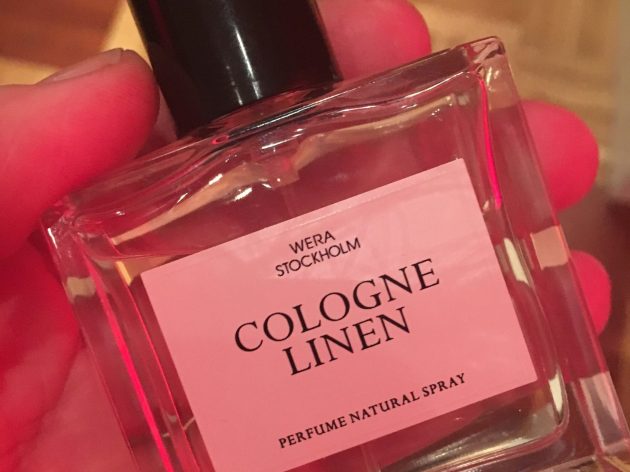 WERA
STOCKHOLM
COLOGNE
LINEN
PERFUME NATURAL SPRAY